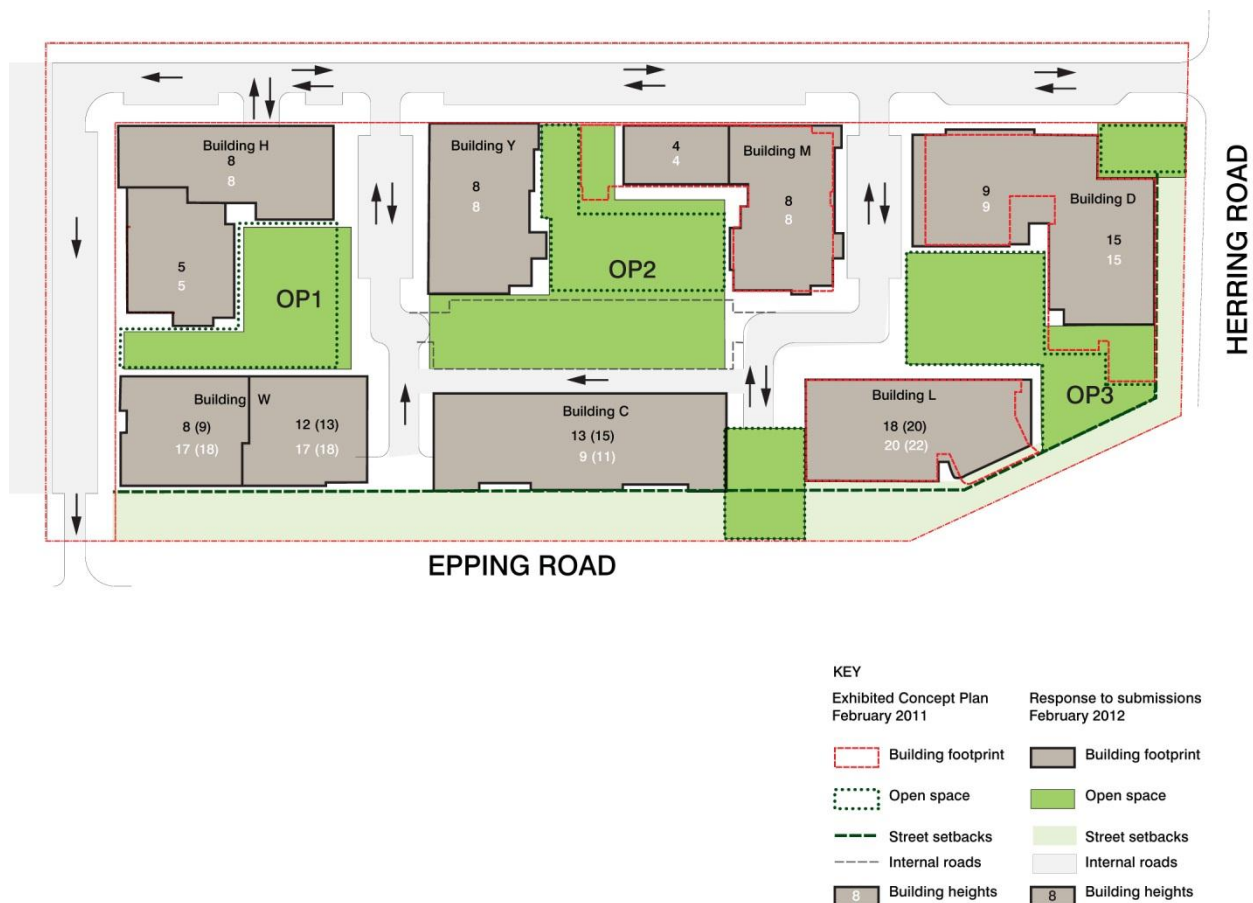 Building H
8
8
5
5
OP1
Building Y
8
8
OP2
4
4
Building M
8
8
9
9
Building D
15
15
HERRING ROAD
OP3
Building W
8 (9)
17 (18)
12 (13)
17 (18)
Building C
13 (15)
9 (11)
Building L
18 (20)
20 (22)
EPPING ROAD
KEY
Exhibited Concept Plan
February 2011
Building footprint
Open space
Street setbacks
Internal roads
8 Building heights
Response to submissions
February 2012
Building footprint
Open space
Street setbacks
Internal roads
8 Building heights